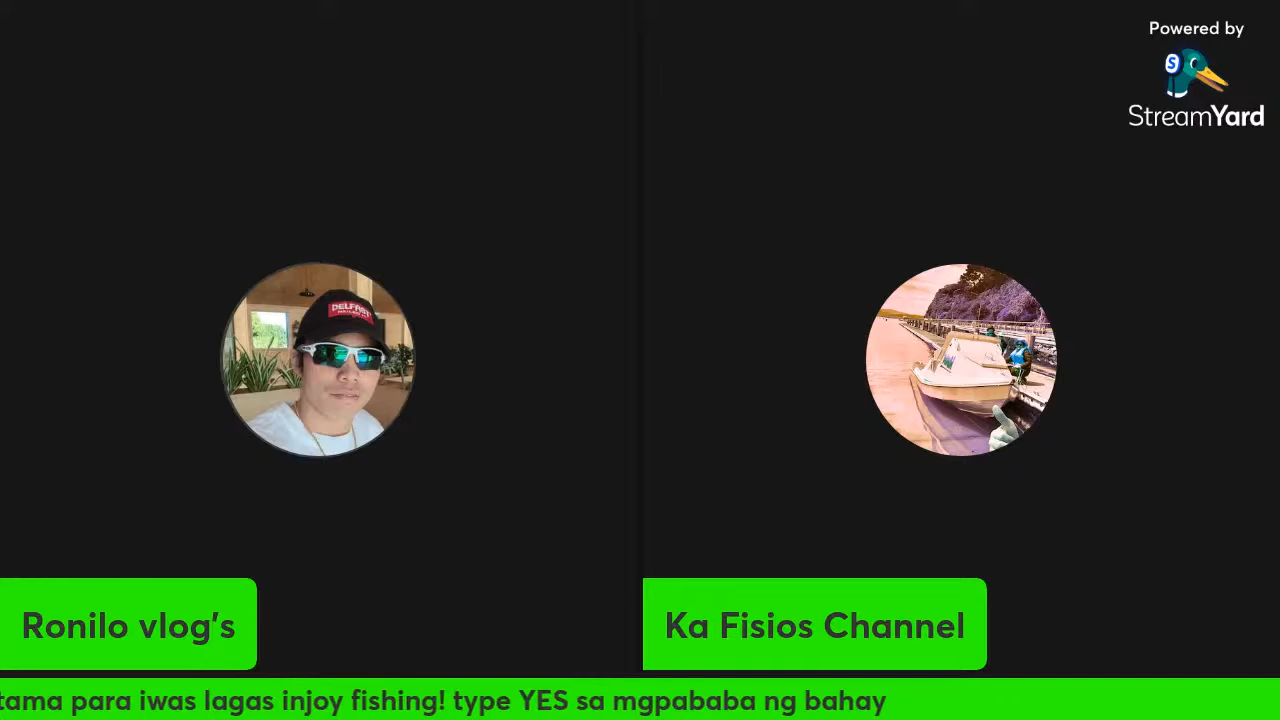 Powered by
S
StreamYard
DELFAST
Ronilo vlog's
Ka Fisios Channel
tama para iwas lagas injoy fishing! type YES sa mgpababa ng bahay